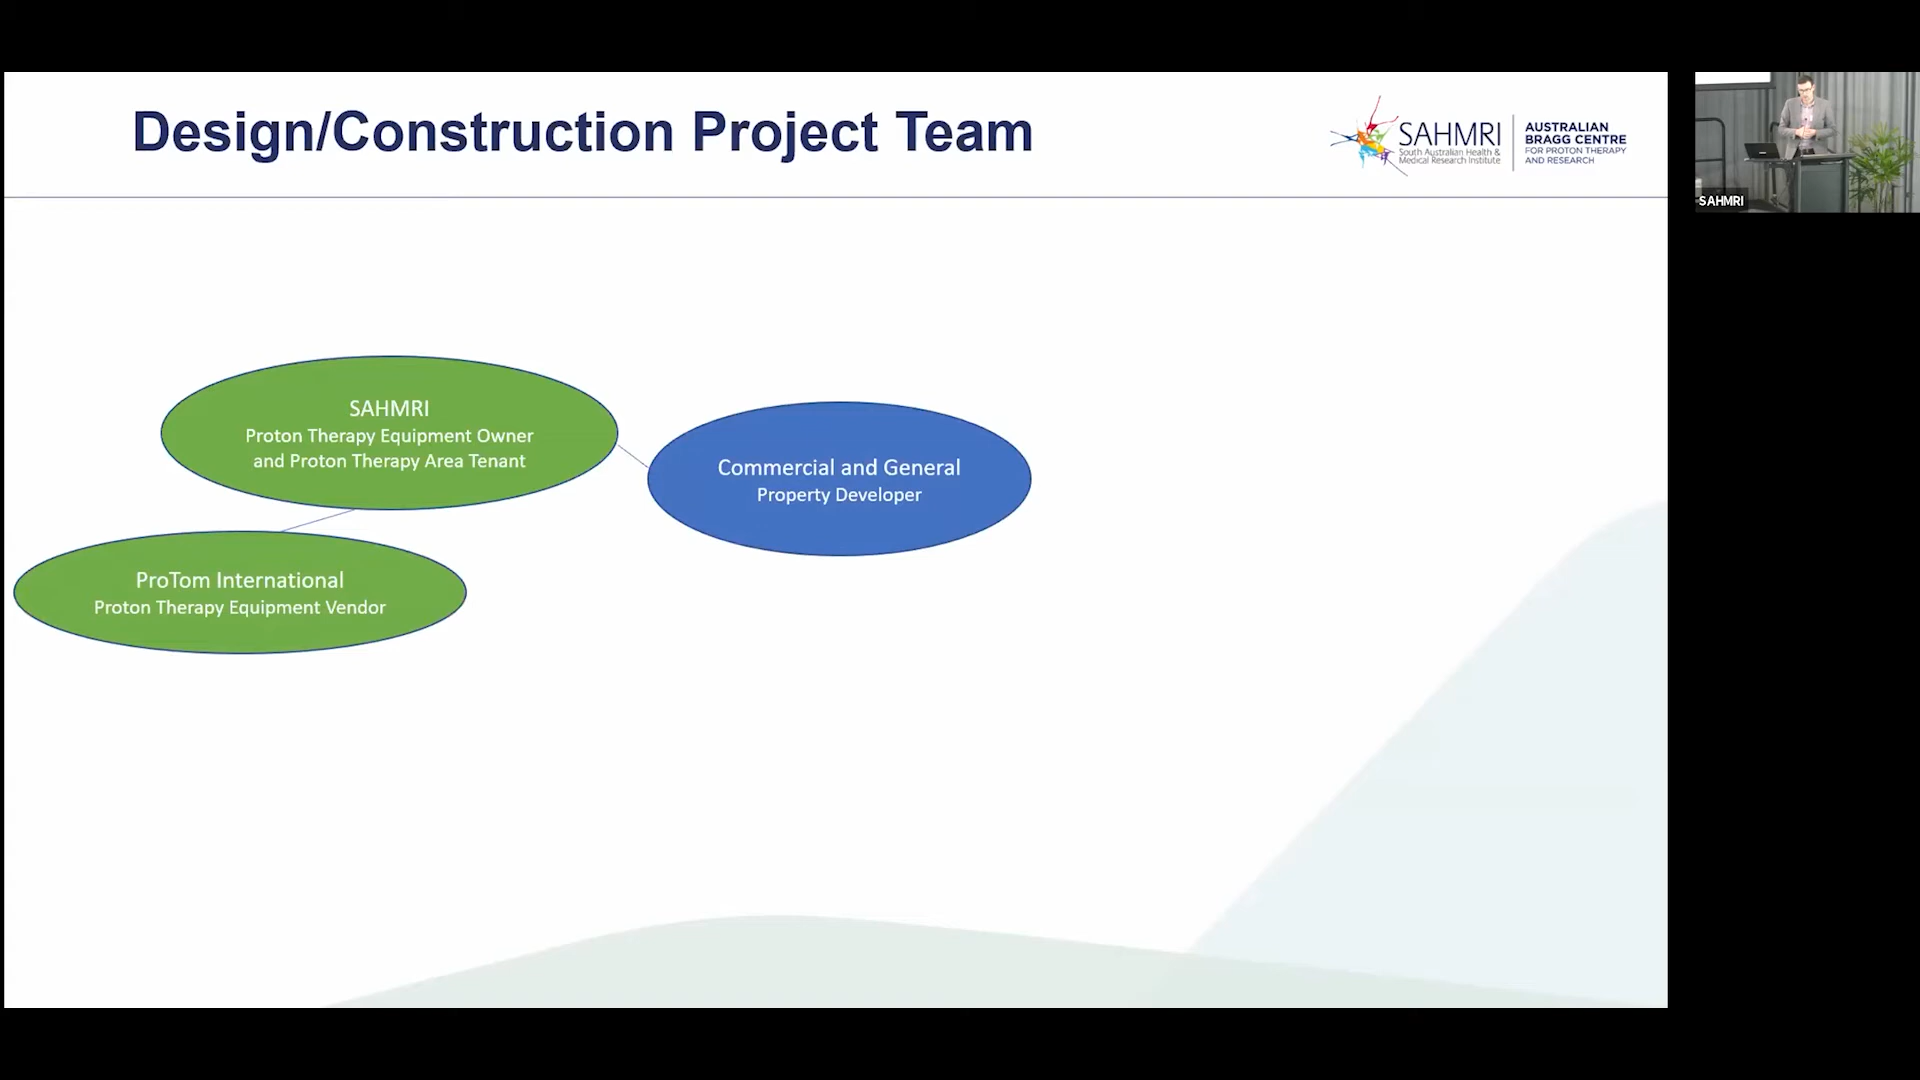 Design/Construction Project Team
SAHMRI
South Australian Health &
Medical Research Institute
AUSTRALIAN
BRAGG CENTRE
FOR PROTON THERAPY
AND RESEARCH
SAHMRI
SAHMRI
Proton Therapy Equipment Owner
and Proton Therapy Area Tenant
Commercial and General
Property Developer
ProTom International
Proton Therapy Equipment Vendor